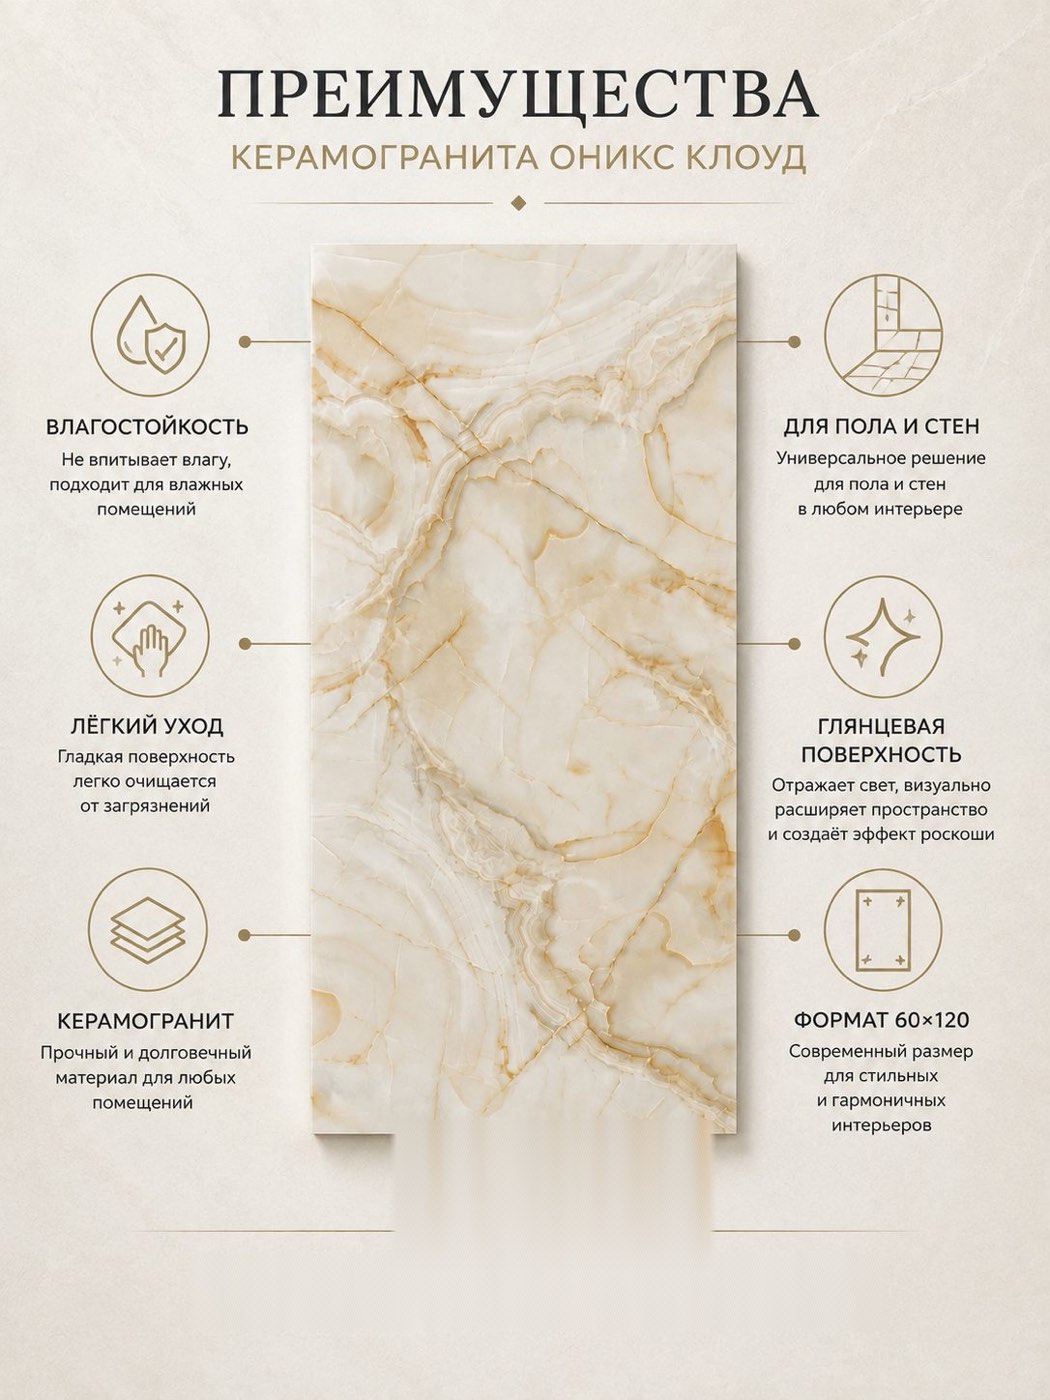 ПРЕИМУЩЕСТВА
КЕРАМОГРАНИТА ОНИКС КЛОУД
ВЛАГОСТОЙКОСТЬ
Не впитывает влагу,
подходит для влажных
помещений
ЛЁГКИЙ УХОД
Гладкая поверхность
легко очищается
от загрязнений
КЕРАМОГРАНИТ
Прочный и долговечный
материал для любых
помещений
ДЛЯ ПОЛА И СТЕН
Универсальное решение
для пола и стен
в любом интерьере
ГЛЯНЦЕВАЯ
ПОВЕРХНОСТЬ
Отражает свет, визуально
расширяет пространство
и создаёт эффект роскоши
ФОРМАТ 60×120
Современный размер
для стильных
и гармоничных
интерьеров